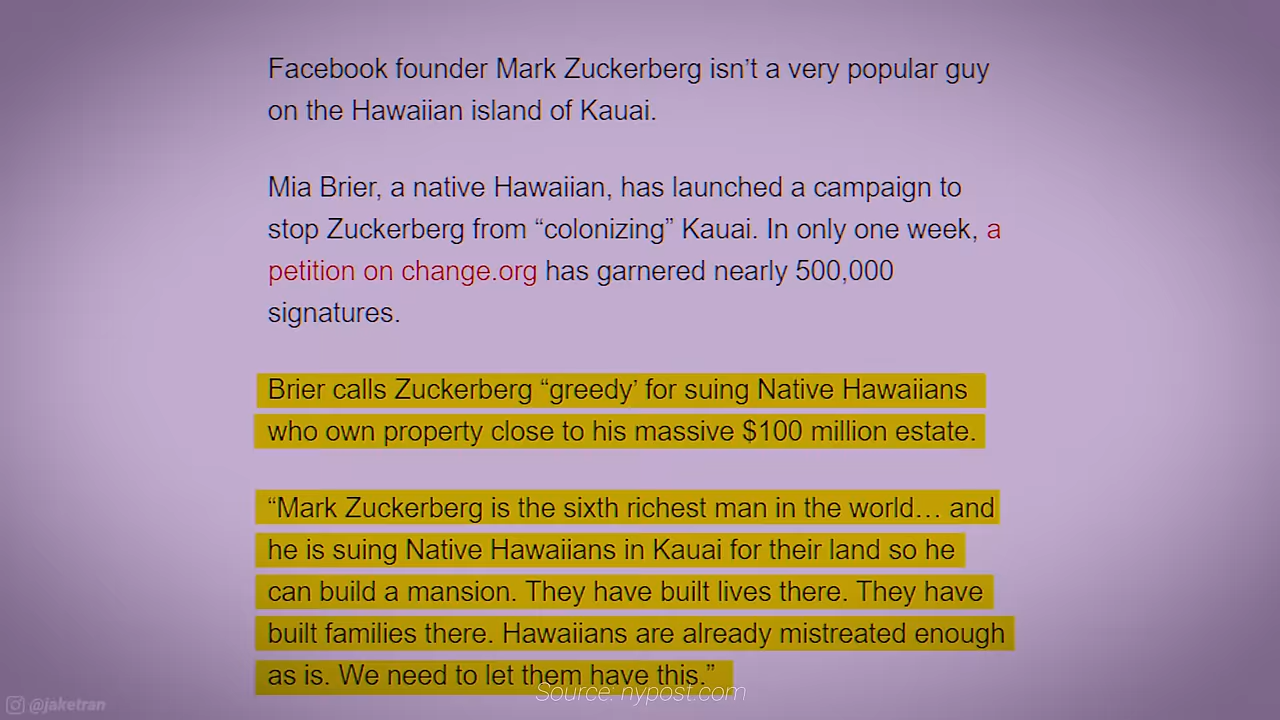 Facebook founder Mark Zuckerberg isn’t a very popular guy
on the Hawaiian island of Kauai.
Mia Brier, a native Hawaiian, has launched a campaign to
stop Zuckerberg from “colonizing” Kauai. In only one week, a
petition on change.org has garnered nearly 500,000
signatures.
Brier calls Zuckerberg “greedy’ for suing Native Hawaiians
who own property close to his massive $100 million estate.
“Mark Zuckerberg is the sixth richest man in the world… and
he is suing Native Hawaiians in Kauai for their land so he
can build a mansion. They have built lives there. They have
built families there. Hawaiians are already mistreated enough
as is. We need to let them have this.”
Source: nypost.com
@jaketran